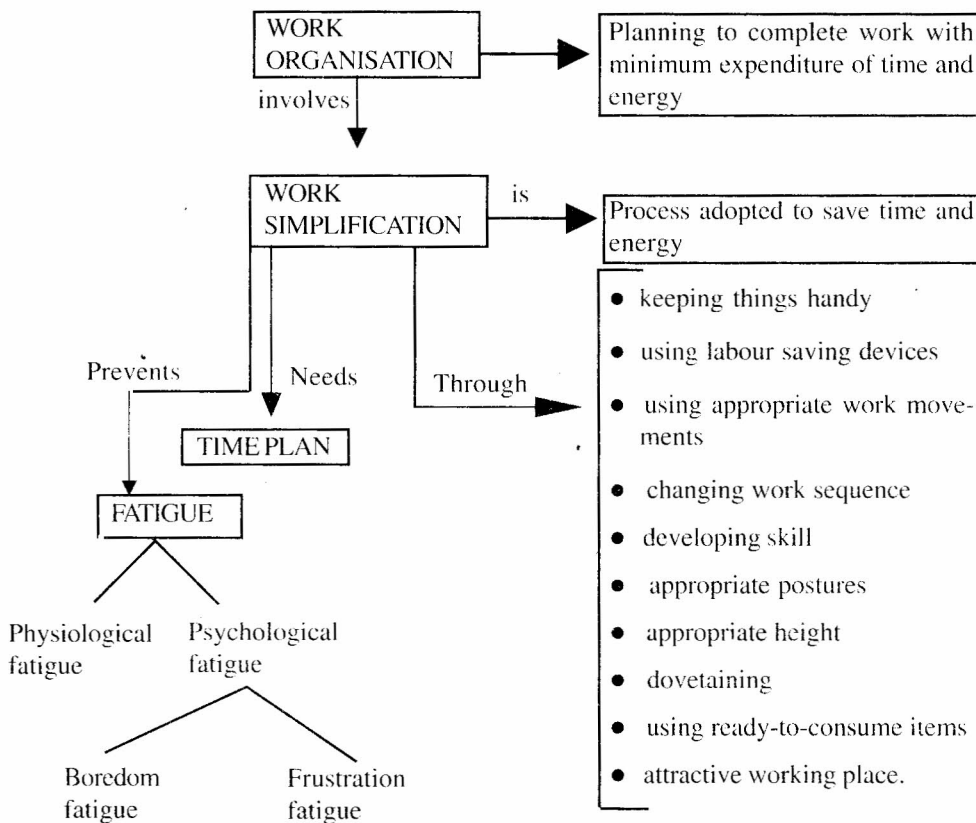 WORK
ORGANISATION
Planning to complete work with
minimum expenditure of time and
energy
involves
WORK
SIMPLIFICATION
is
Process adopted to save time and
energy
Prevents
Needs
Through
TIME PLAN
FATIGUE
Physiological
fatigue
Psychological
fatigue
Boredom
fatigue
Frustration
fatigue
• keeping things handy
• using labour saving devices
• using appropriate work move-
ments
• changing work sequence
• developing skill
• appropriate postures
• appropriate height
• dovetaining
• using ready-to-consume items
• attractive working place.